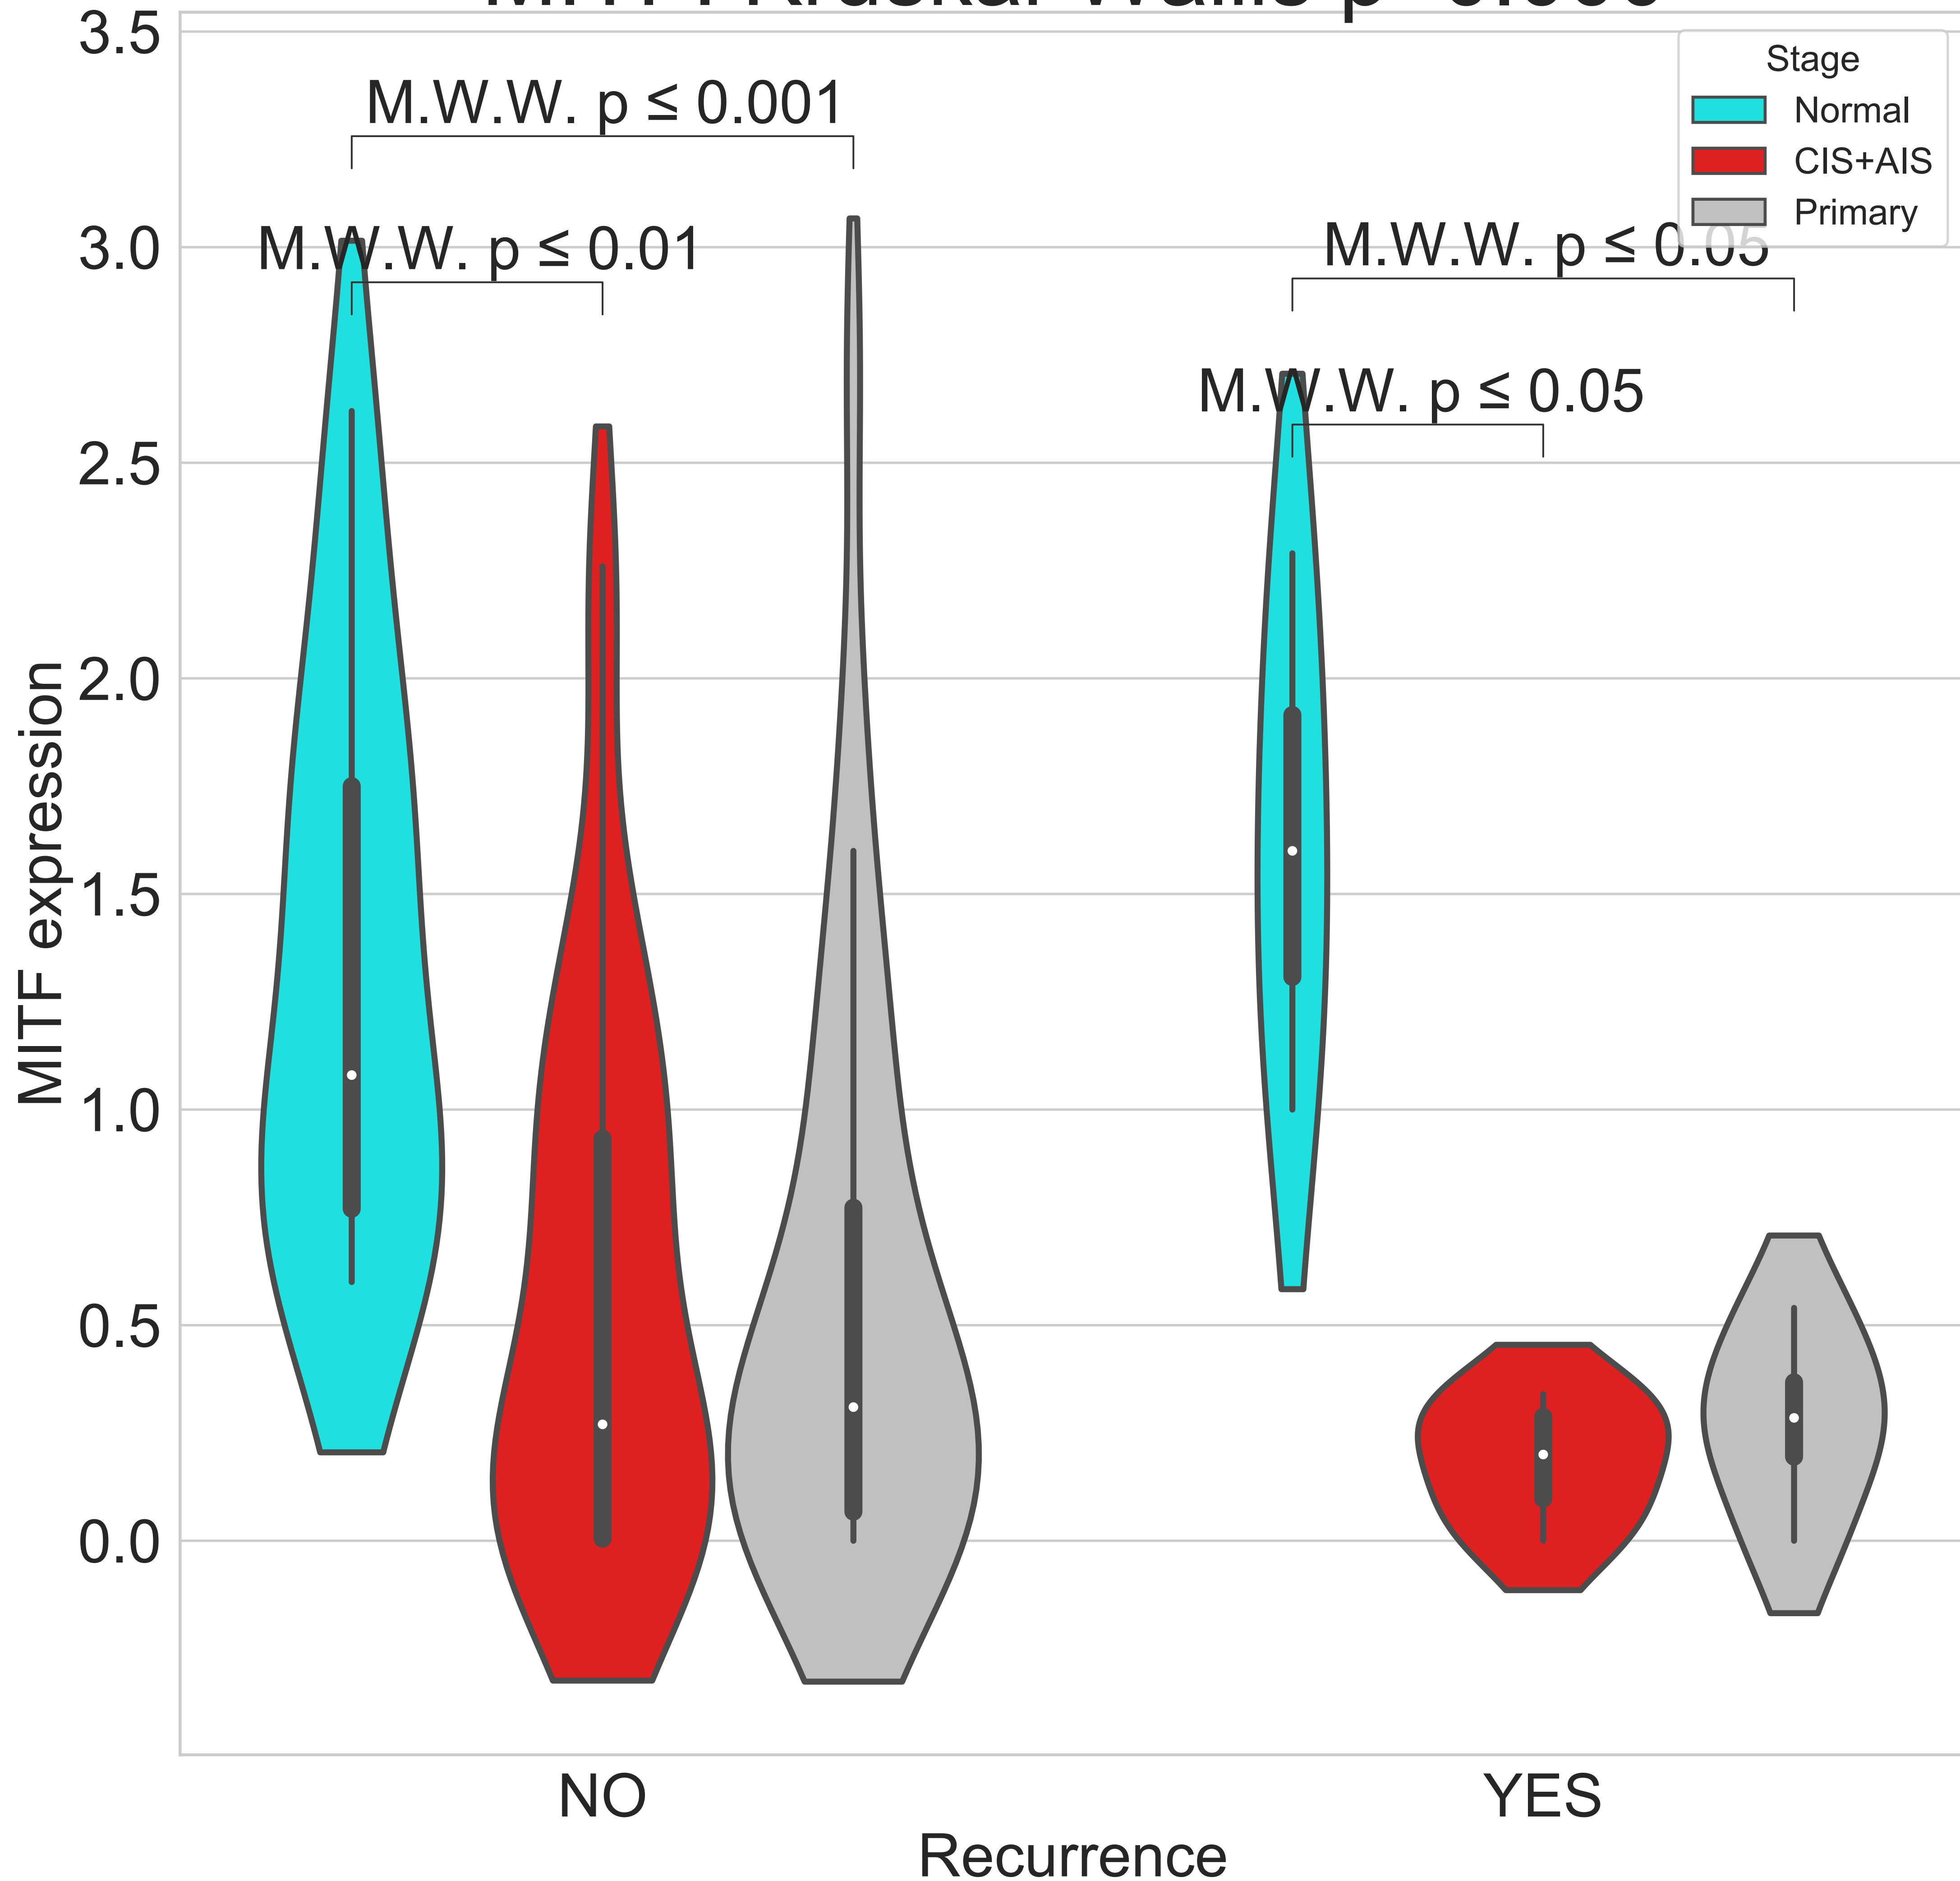 3.5
M.W.W. p ≤ 0.001
Stage
Normal
CIS+AIS
Primary
3.0
M.W.W. p ≤ 0.01
M.W.W. p ≤ 0.05
M.W.W. p ≤ 0.05
2.5
2.0
1.5
1.0
0.5
0.0
MITF expression
NO
YES
Recurrence